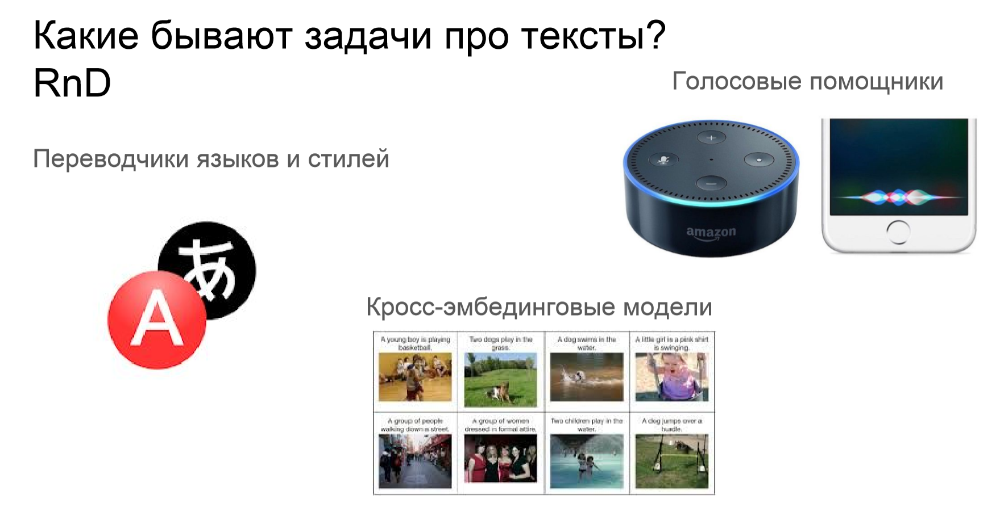 Какие бывают задачи про тексты?
RnD
Голосовые помощники
Переводчики языков и стилей
amazon
あ
A
Кросс-эмбединговые модели
A young boy is playing
basketball.
Two dogs play in the
grass.
A dog swims in the
water.
A little girl in a pink shirt
is swinging.
A group of people
walking down a street.
A group of women
dressed in formal attire.
Two children play in the
water.
A dog jumps over a
hurdle.